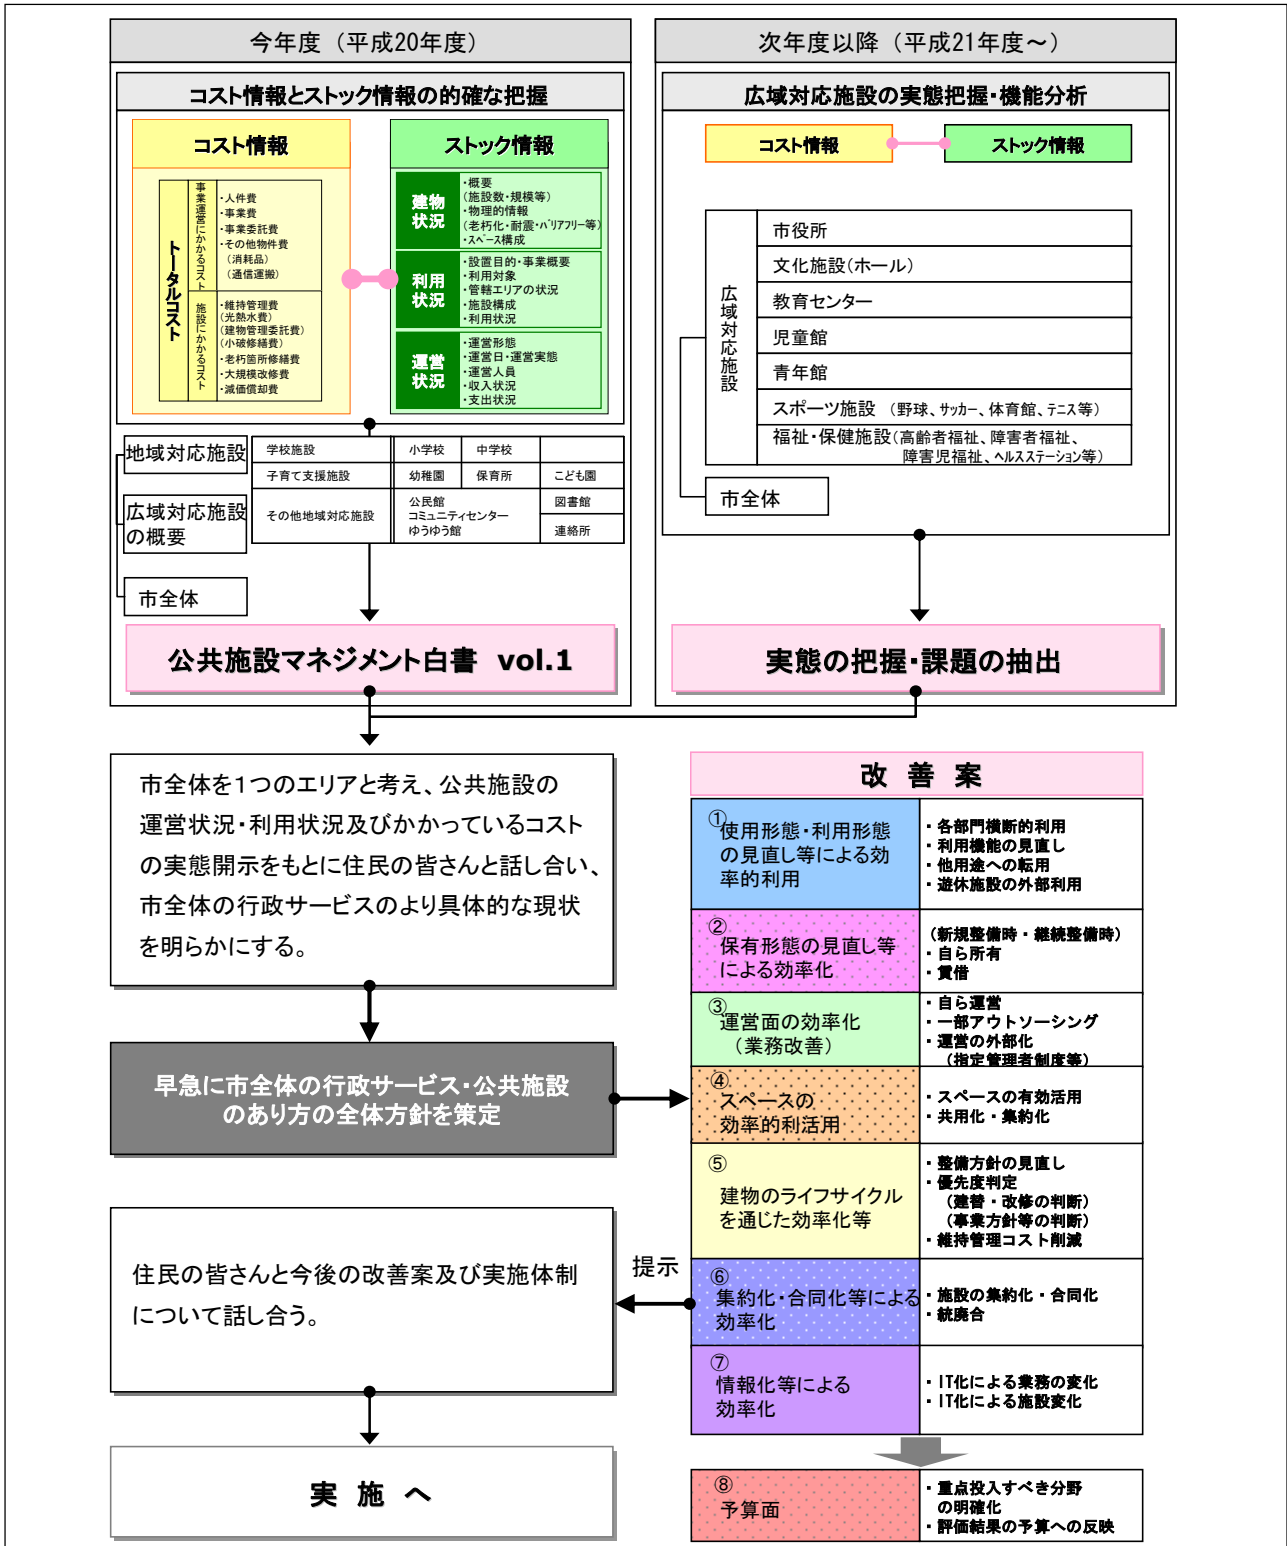 今年度（平成20年度）
コスト情報とストック情報の的確な把握
コスト情報
トータルコスト
事業運営にかかるコスト
・人件費
・事業費
・事業委託費
・その他物件費
（消耗品）
（通信運搬）
施設にかかるコスト
・維持管理費
（光熱水費）
（建物管理委託費）
（小破修繕費）
・老朽箇所修繕費
・大規模改修費
・減価償却費
ストック情報
建物
状況
・概要
（施設数・規模等）
・物理的情報
（老朽化・耐震・バリアフリー等）
・スペース構成
利用
状況
・設置目的・事業概要
・利用対象
・管轄エリアの状況
・施設構成
・利用状況
運営
状況
・運営形態
・運営日・運営実態
・運営人員
・収入状況
・支出状況
地域対応施設
広域対応施設
の概要
市全体
学校施設 小学校 中学校
子育て支援施設 幼稚園 保育所 こども園
その他地域対応施設
公民館
コミュニティセンター
ゆうゆう館
図書館
連絡所
公共施設マネジメント白書 vol.1
次年度以降（平成21年度～）
広域対応施設の実態把握・機能分析
コスト情報
ストック情報
広域対応施設
市役所
文化施設（ホール）
教育センター
児童館
青年館
スポーツ施設 （野球、サッカー、体育館、テニス等）
福祉・保健施設（高齢者福祉、障害者福祉、
障害児福祉、ヘルスステーション等）
市全体
実態の把握・課題の抽出
市全体を１つのエリアと考え、公共施設の
運営状況・利用状況及びかかっているコスト
の実態開示をもとに住民の皆さんと話し合い、
市全体の行政サービスのより具体的な現状
を明らかにする。
早急に市全体の行政サービス・公共施設
のあり方の全体方針を策定
改 善 案
①
使用形態・利用形態
の見直し等による効
率的利用
・各部門横断的利用
・利用機能の見直し
・他用途への転用
・遊休施設の外部利用
②
保有形態の見直し等
による効率化
（新規整備時・継続整備時）
・自ら所有
・賃借
③
運営面の効率化
（業務改善）
・自ら運営
・一部アウトソーシング
・運営の外部化
（指定管理者制度等）
④
スペースの
効率的利活用
・スペースの有効活用
・共用化・集約化
⑤
建物のライフサイクル
を通じた効率化等
・整備方針の見直し
・優先度判定
（建替・改修の判断）
（事業方針等の判断）
・維持管理コスト削減
⑥
集約化・合同化等による
効率化
・施設の集約化・合同化
・統廃合
⑦
情報化等による
効率化
・IT化による業務の変化
・IT化による施設変化
⑧
予算面
・重点投入すべき分野
の明確化
・評価結果の予算への反映
提示
住民の皆さんと今後の改善案及び実施体制
について話し合う。
実 施 へ